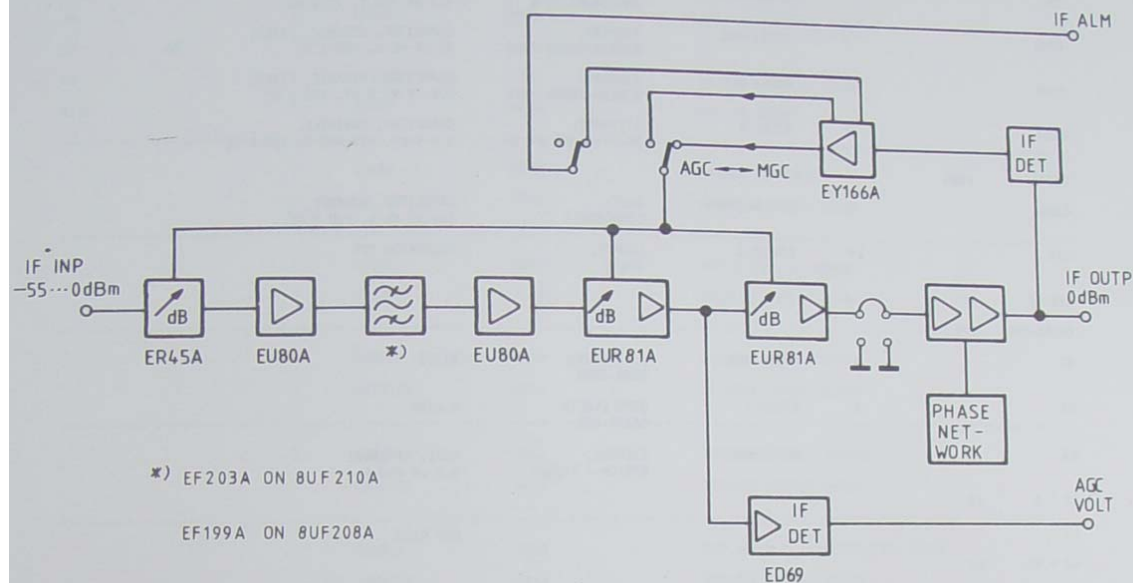 IF ALM
IF
DET
EY166A
AGC MGC
IF INP
-55···0dBm
IF OUTP
0dBm
dB
dB
dB
*)
ER45A
EU80A
EU80A
EUR81A
EUR81A
PHASE
NET-
WORK
*) EF203A ON 8UF210A
EF199A ON 8UF208A
IF
DET
ED69
AGC
VOLT